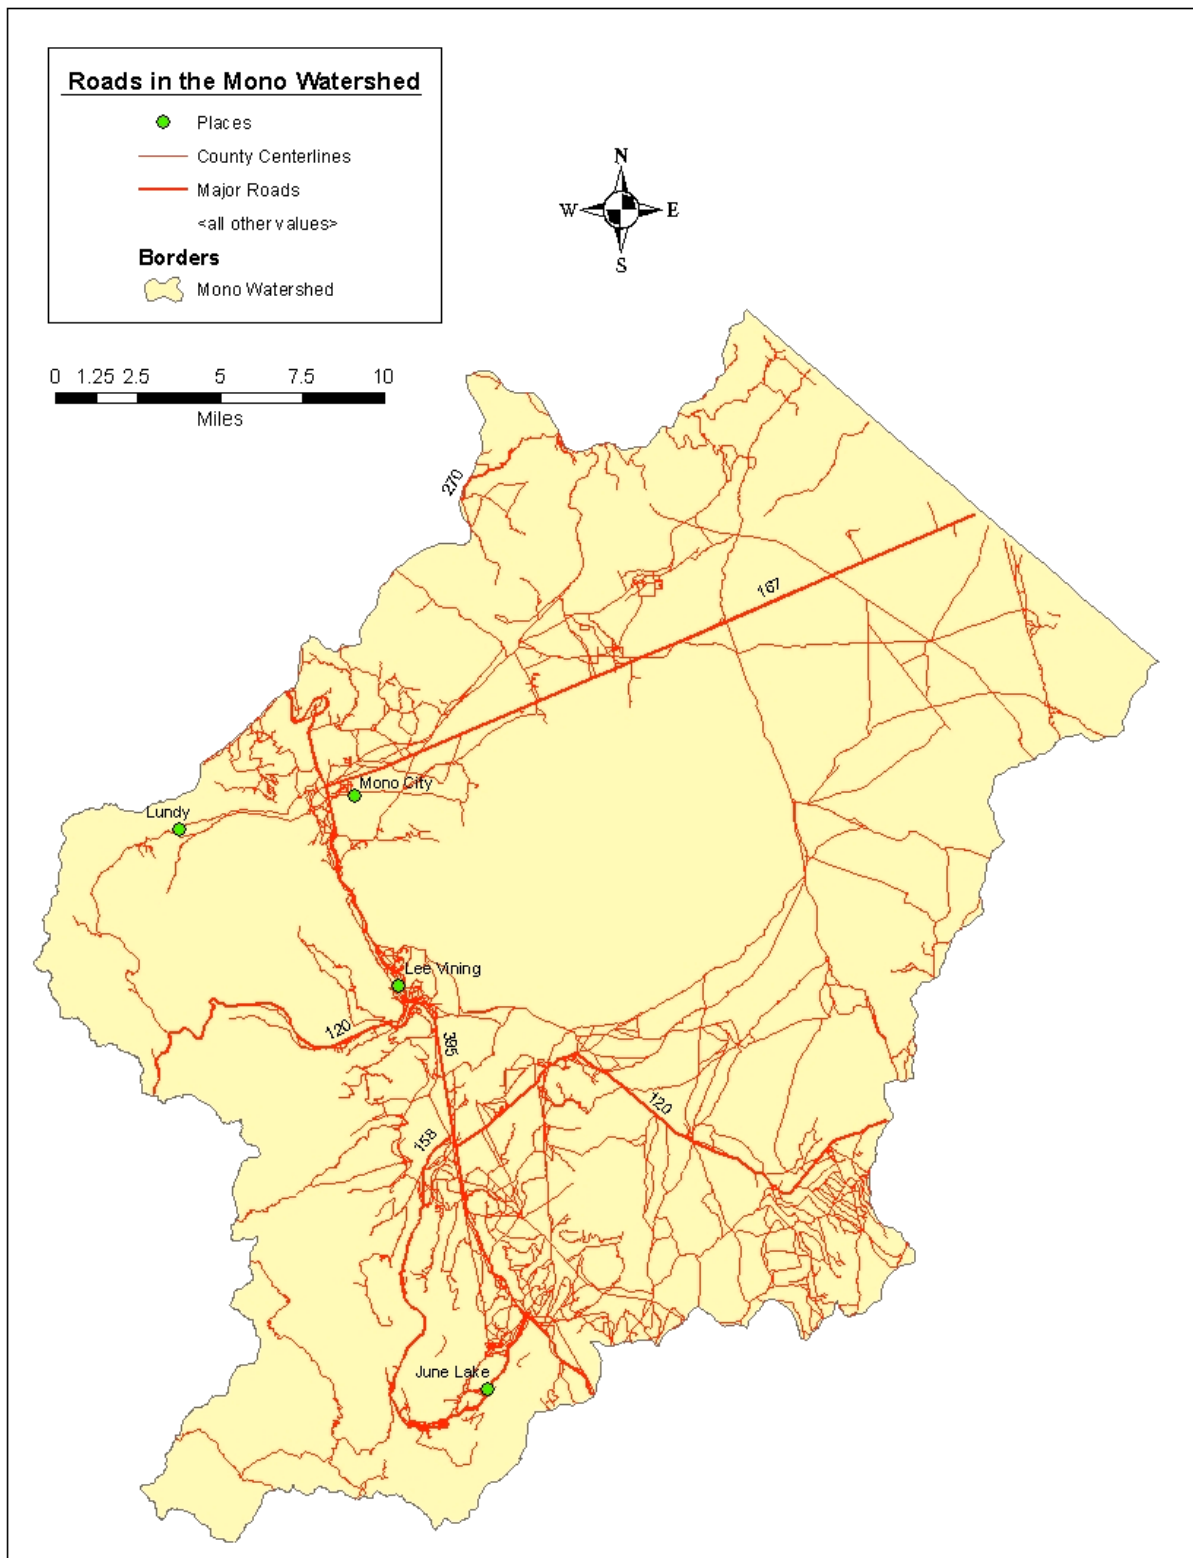 Roads in the Mono Watershed
Places
County Centerlines
Major Roads
<all other values>
Borders
Mono Watershed
N
W E
S
0 1.25 2.5 5 7.5 10
Miles
270
167
Mono City
Lundy
Lee Vining
120
395
120
158
June Lake